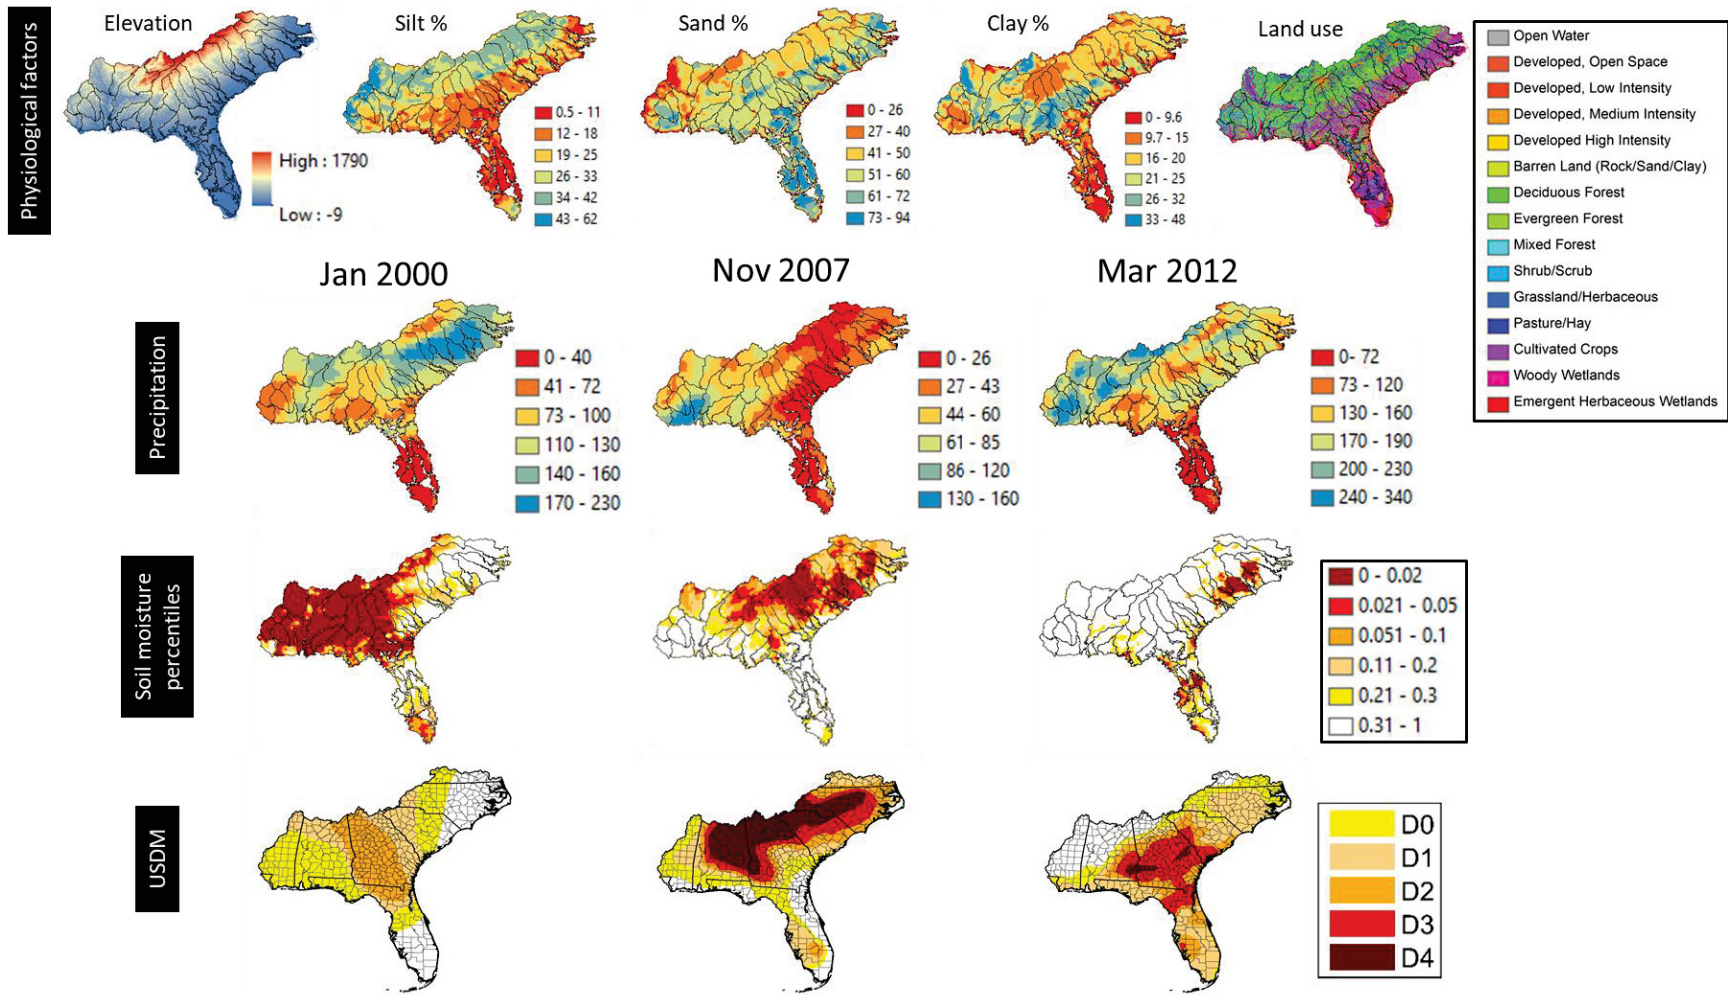 Physiological factors
Elevation
High : 1790
Low : -9
Silt %
0.5 - 11
12 - 18
19 - 25
26 - 33
34 - 42
43 - 62
Sand %
0 - 26
27 - 40
41 - 50
51 - 60
61 - 72
73 - 94
Clay %
0 - 9.6
9.7 - 15
16 - 20
21 - 25
26 - 32
33 - 48
Land use
Open Water
Developed, Open Space
Developed, Low Intensity
Developed, Medium Intensity
Developed High Intensity
Barren Land (Rock/Sand/Clay)
Deciduous Forest
Evergreen Forest
Mixed Forest
Shrub/Scrub
Grassland/Herbaceous
Pasture/Hay
Cultivated Crops
Woody Wetlands
Emergent Herbaceous Wetlands
Jan 2000
Nov 2007
Mar 2012
Precipitation
0 - 40
41 - 72
73 - 100
110 - 130
140 - 160
170 - 230
0 - 26
27 - 43
44 - 60
61 - 85
86 - 120
130 - 160
0- 72
73 - 120
130 - 160
170 - 190
200 - 230
240 - 340
Soil moisture
percentiles
0 - 0.02
0.021 - 0.05
0.051 - 0.1
0.11 - 0.2
0.21 - 0.3
0.31 - 1
USDM
D0
D1
D2
D3
D4